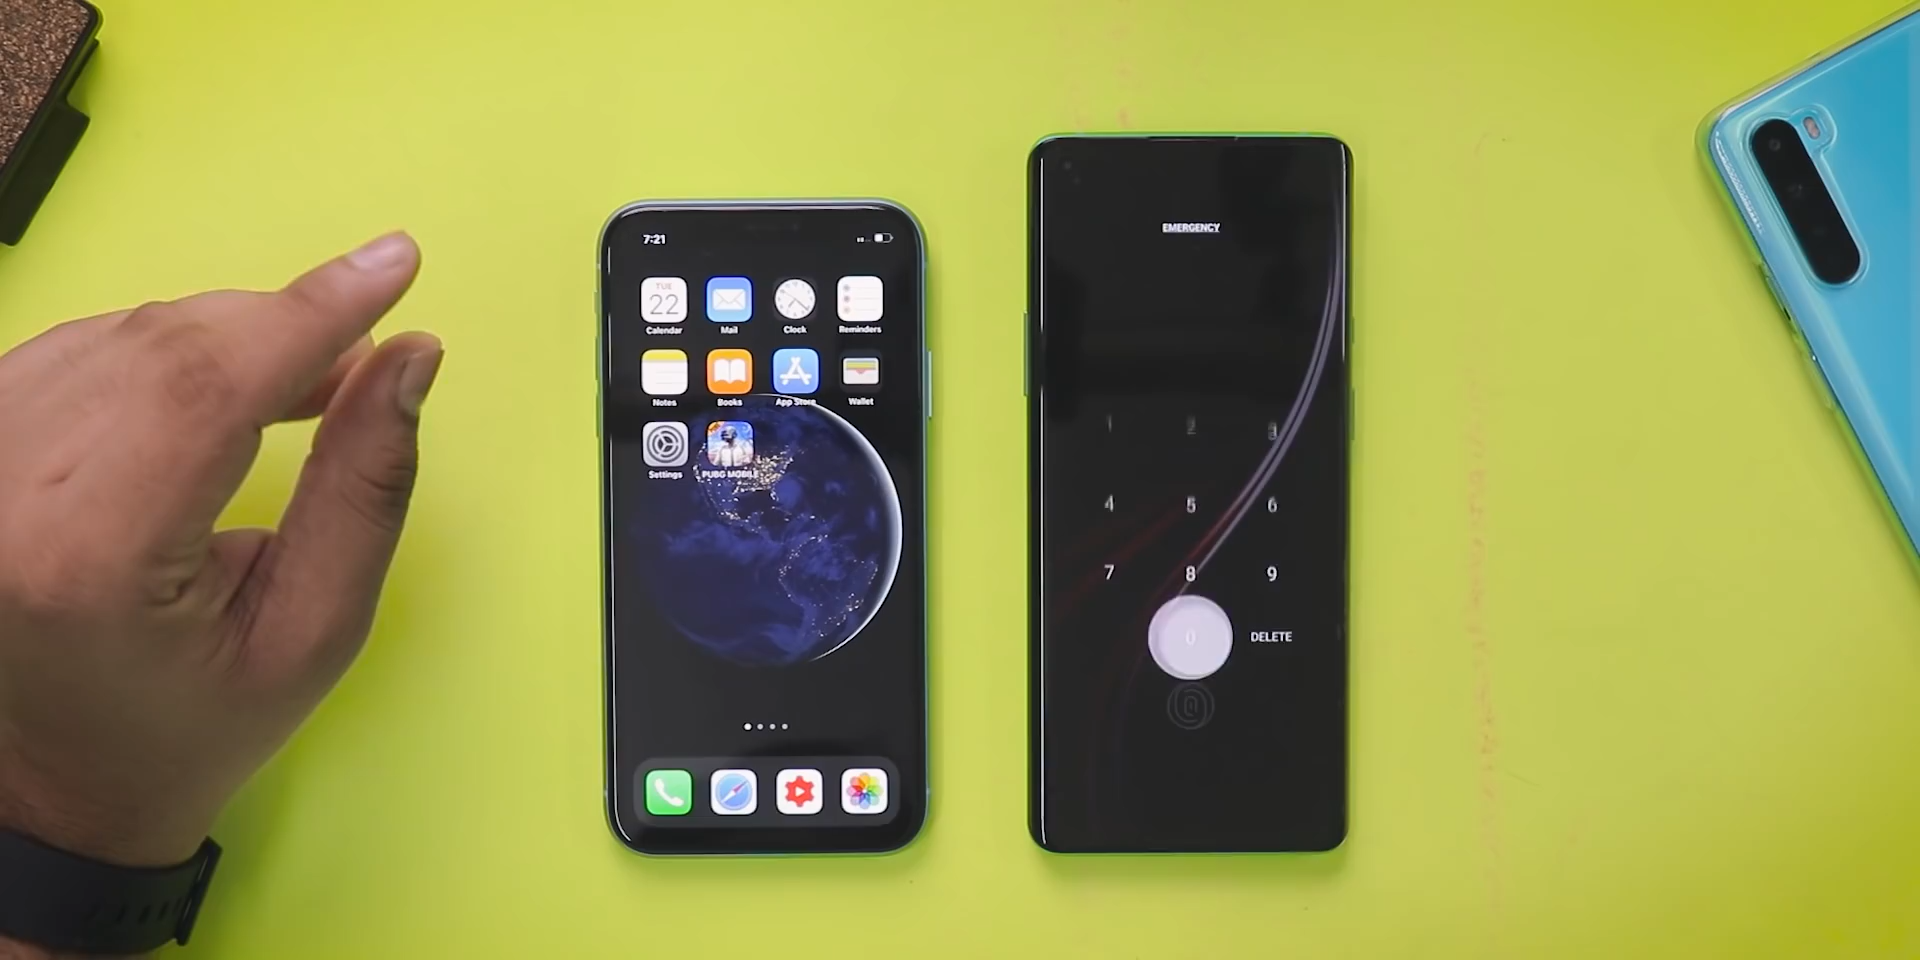 7:21
TUE
22
Calendar
Mail
Clock
Reminders
Notes
Books
App Store
Wallet
Settings
PUBG MOBILE
EMERGENCY
1 2 3
4 5 6
7 8 9
0 DELETE